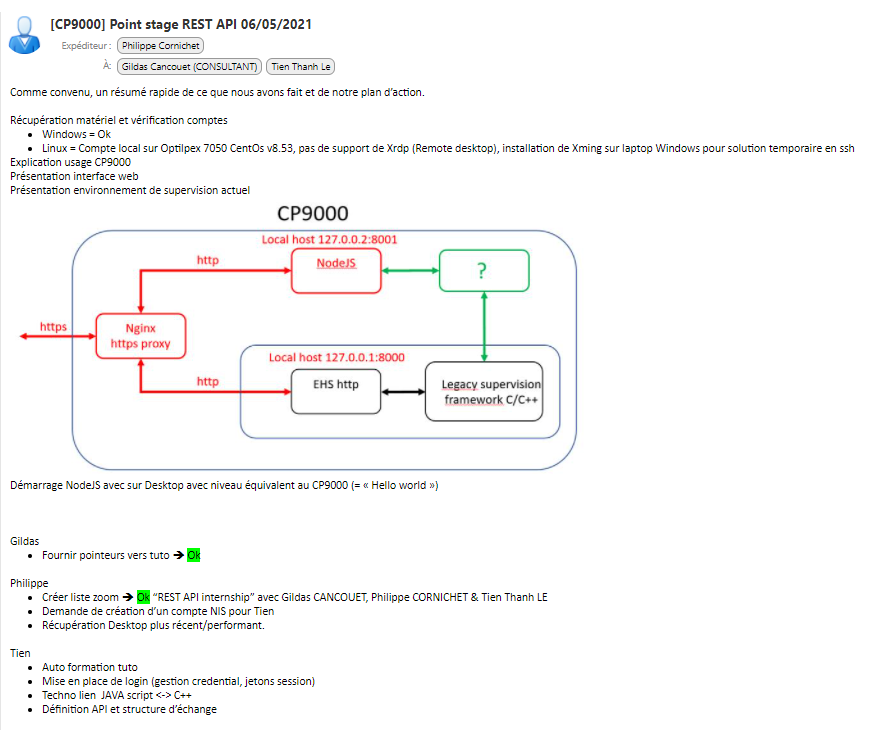 [CP9000] Point stage REST API 06/05/2021
Expéditeur : Philippe Cornichet
À: Gildas Cancouet (CONSULTANT) Tien Thanh Le
Comme convenu, un résumé rapide de ce que nous avons fait et de notre plan d'action.
Récupération matériel et vérification comptes
• Windows = Ok
• Linux = Compte local sur Optilpex 7050 CentOs v8.53, pas de support de Xrdp (Remote desktop), installation de Xming sur laptop Windows pour solution temporaire en ssh
Explication usage CP9000
Présentation interface web
Présentation environnement de supervision actuel
CP9000
Local host 127.0.0.2:8001
http
NodeJS
?
https
Nginx
https proxy
Local host 127.0.0.1:8000
http
EHS http
Legacy supervision
framework C/C++
Démarrage NodeJS avec sur Desktop avec niveau équivalent au CP9000 (= « Hello world »)
Gildas
• Fournir pointeurs vers tuto ➔ Ok
Philippe
• Créer liste zoom ➔ Ok “REST API internship” avec Gildas CANCOUET, Philippe CORNICHET & Tien Thanh LE
• Demande de création d'un compte NIS pour Tien
• Récupération Desktop plus récent/performant.
Tien
• Auto formation tuto
• Mise en place de login (gestion credential, jetons session)
• Techno lien  JAVA script <-> C++
• Définition API et structure d'échange